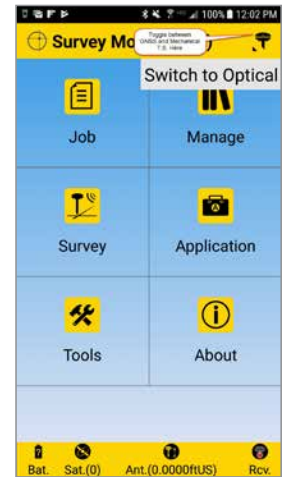 100% 12:02 PM
Survey Mo
Toggle between
GNSS and Mechanical
T.S. Here
Switch to Optical
Job
Manage
Survey
Application
Tools
About
Bat.
Sat.(0)
Ant.(0.0000ftUS)
Rcv.